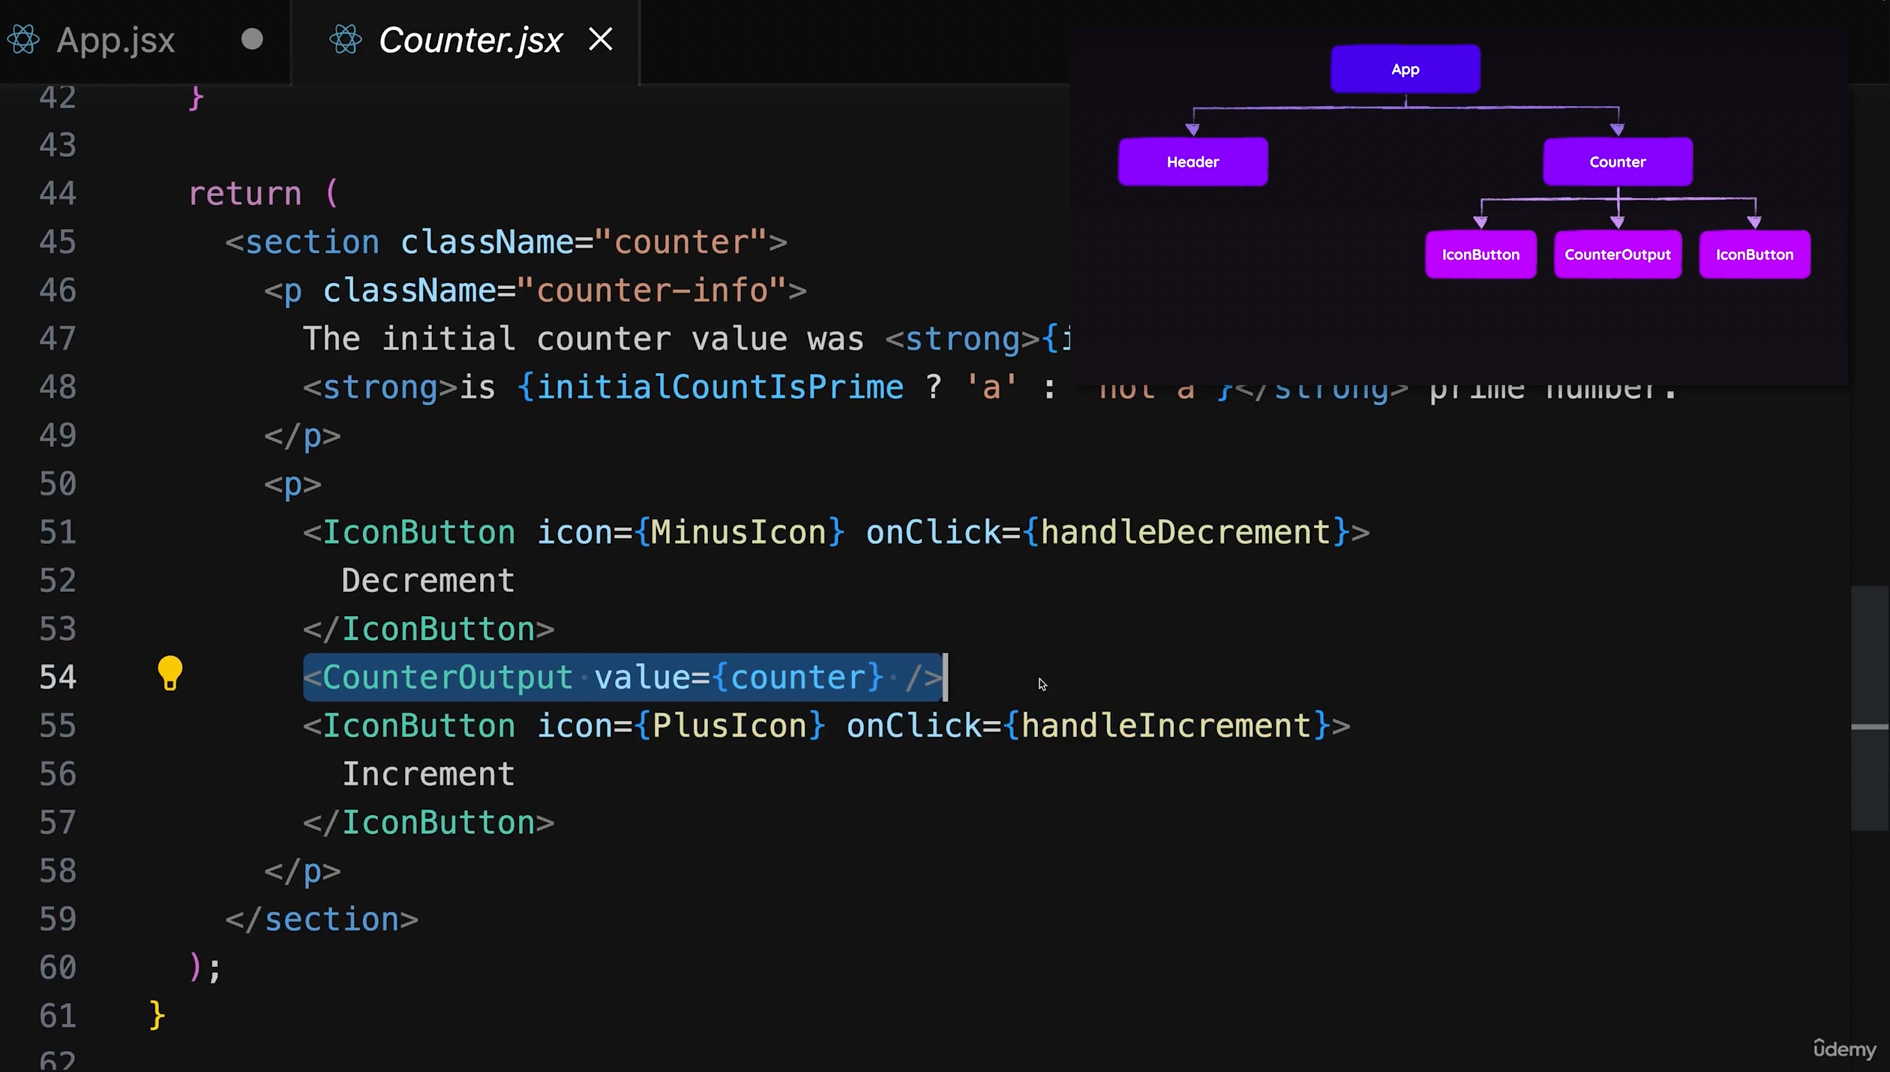 App.jsx
Counter.jsx
App
Header
Counter
IconButton
CounterOutput
IconButton
42 }
43
44 return (
45 <section className="counter">
46 <p className="counter-info">
47 The initial counter value was <strong>{
48 <strong>is {initialCountIsPrime ? 'a' : 'not a'}</strong> prime number.
49 </p>
50 <p>
51 <IconButton icon={MinusIcon} onClick={handleDecrement}>
52 Decrement
53 </IconButton>
54 <CounterOutput value={counter} />
55 <IconButton icon={PlusIcon} onClick={handleIncrement}>
56 Increment
57 </IconButton>
58 </p>
59 </section>
60 );
61 }
62
udemy